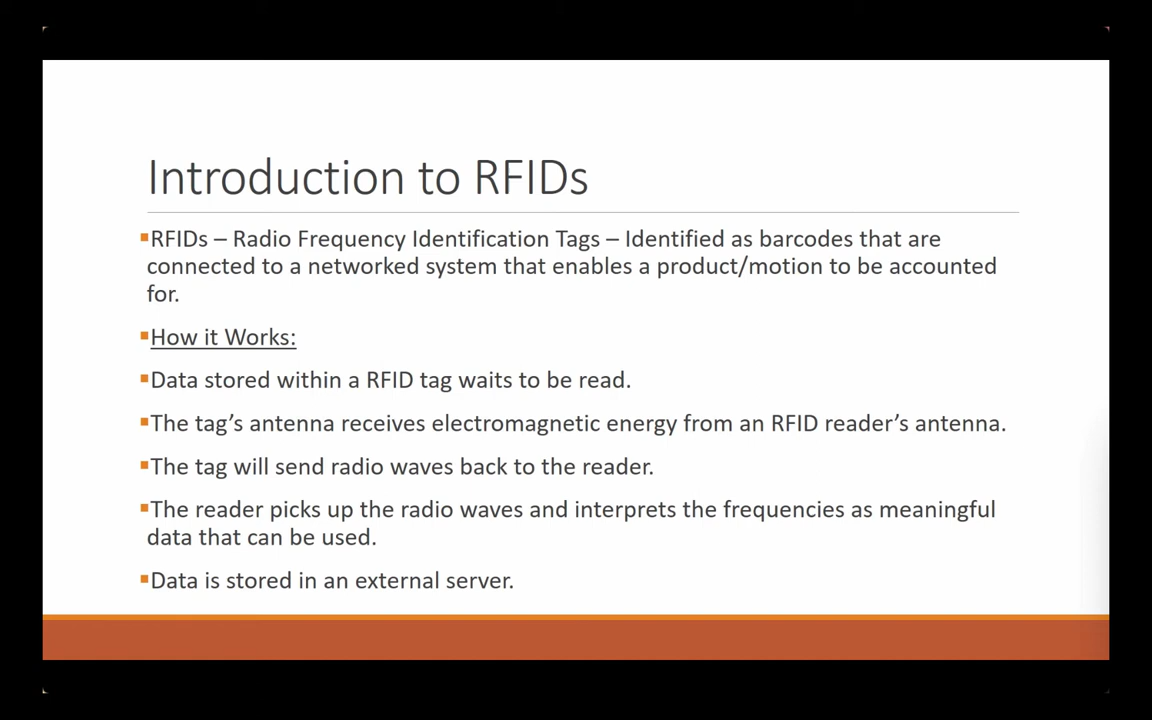 Introduction to RFIDs
▪RFIDs – Radio Frequency Identification Tags – Identified as barcodes that are
connected to a networked system that enables a product/motion to be accounted
for.
▪How it Works:
▪Data stored within a RFID tag waits to be read.
▪The tag’s antenna receives electromagnetic energy from an RFID reader’s antenna.
▪The tag will send radio waves back to the reader.
▪The reader picks up the radio waves and interprets the frequencies as meaningful
data that can be used.
▪Data is stored in an external server.